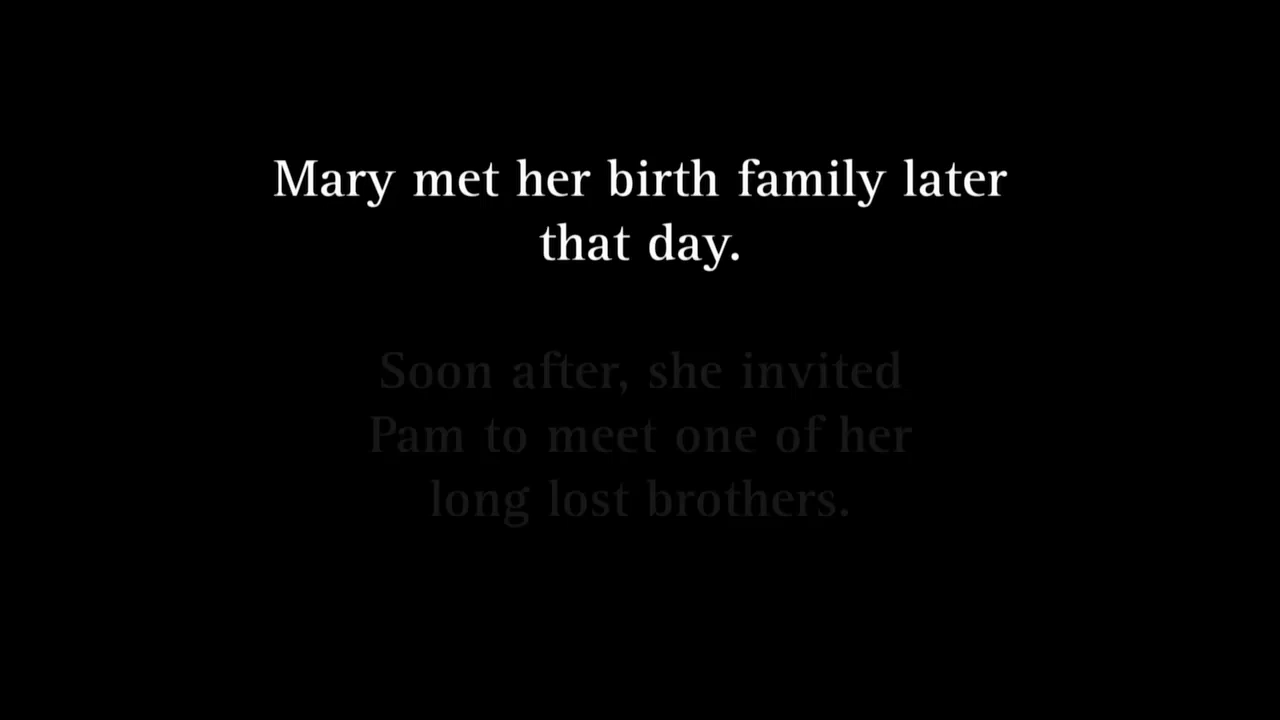 Mary met her birth family later
that day.
Soon after, she invited
Pam to meet one of her
long lost brothers.